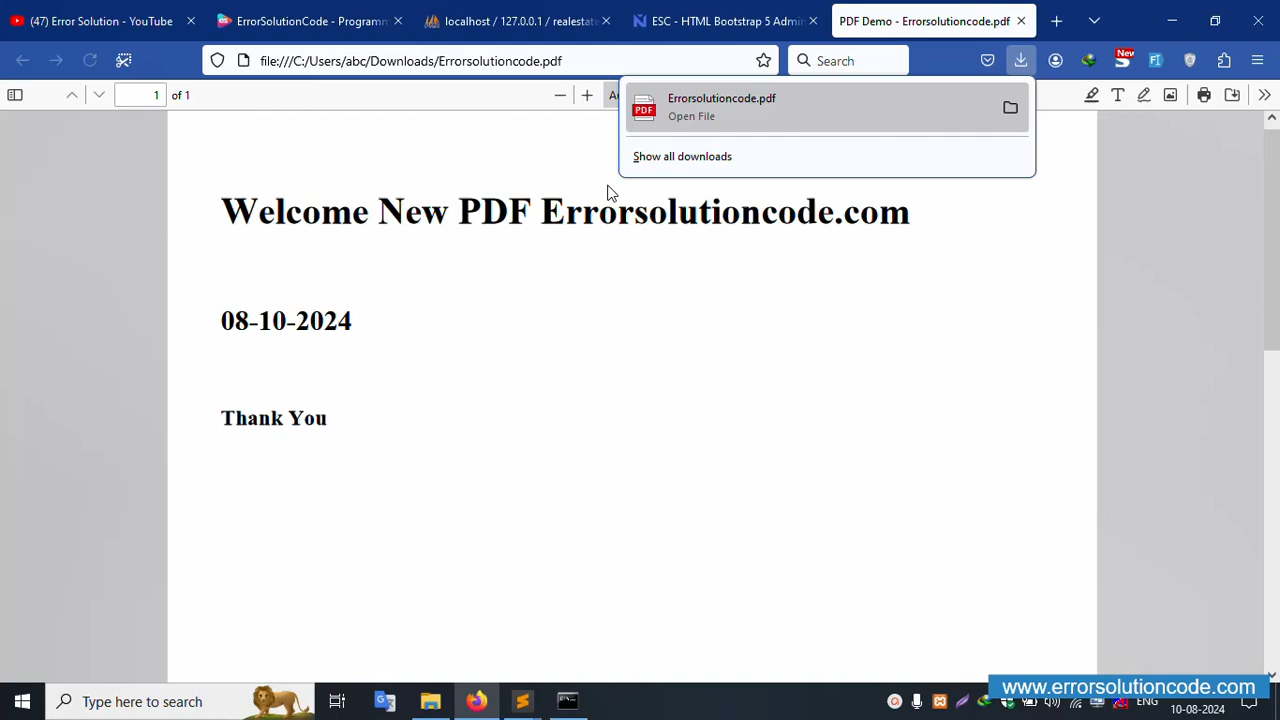 (47) Error Solution - YouTube
ErrorSolutionCode - Programm
localhost / 127.0.0.1 / realestate
ESC - HTML Bootstrap 5 Admin
PDF Demo - Errorsolutioncode.pdf
file:///C:/Users/abc/Downloads/Errorsolutioncode.pdf
Search
New
1 of 1
PDF
Errorsolutioncode.pdf
Open File
Show all downloads
Welcome New PDF Errorsolutioncode.com
08-10-2024
Thank You
Type here to search
www.errorsolutioncode.com
ENG
10-08-2024